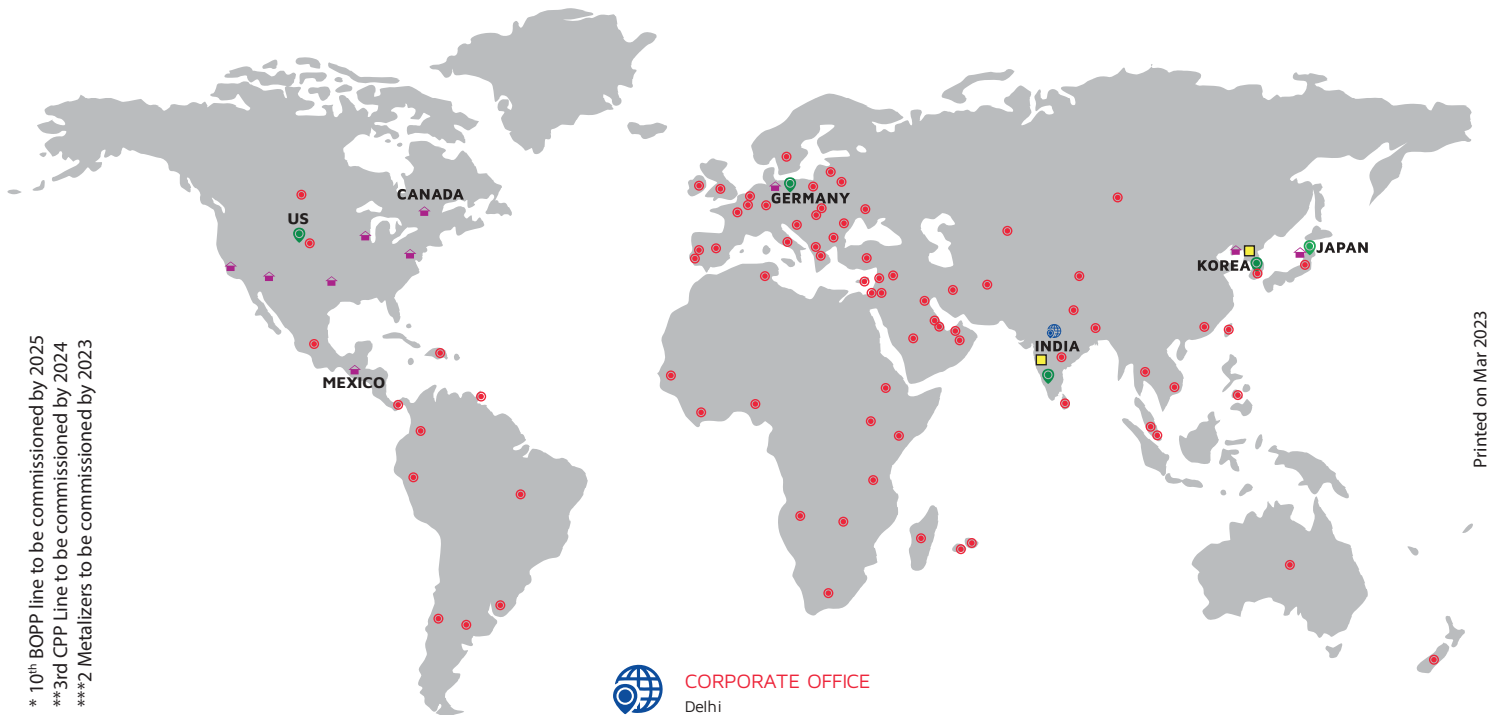 CANADA
US
GERMANY
JAPAN
KOREA
INDIA
MEXICO
* 10th BOPP line to be commissioned by 2025
**3rd CPP Line to be commissioned by 2024
***2 Metalizers to be commissioned by 2023
Printed on Mar 2023
CORPORATE OFFICE
Delhi